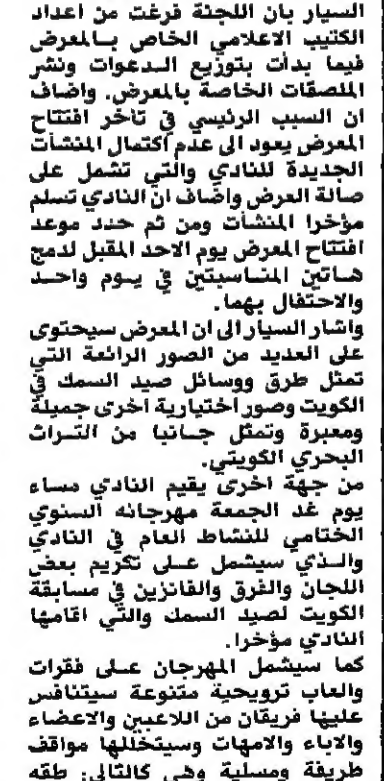 السيار بأن اللجنة فرغت من اعداد
الكتيب الاعلامي الخاص بالمعرض
فيما بدأت بتوزيع الدعوات ونشر
الملصقات الخاصة بالمعرض. واضاف
ان السبب الرئيسي في تأخر افتتاح
المعرض يعود الى عدم اكتمال المنشآت
الجديدة للنادي والتي تشمل على
صالة العرض واضاف ان النادي تسلم
مؤخرا المنشآت ومن ثم حدد موعد
افتتاح المعرض يوم الاحد المقبل لدمج
هاتين المناسبتين في يوم واحد
والاحتفال بهما.
واشار السيار الى ان المعرض سيحتوى
على العديد من الصور الرائعة التي
تمثل طرق ووسائل صيد السمك في
الكويت وصور اختيارية اخرى جميلة
ومعبرة وتمثل جانبا من التراث
البحري الكويتي.
من جهة اخرى يقيم النادي مساء
يوم غد الجمعة مهرجانه السنوي
الختامي للنشاط العام في النادي
والذي سيشمل على تكريم بعض
اللجان والفرق والفائزين في مسابقة
الكويت لصيد السمك والتي اقامها
النادي مؤخرا.
كما سيشمل المهرجان على فقرات
والعاب ترويحية متنوعة سيتنافس
عليها فريقان من اللاعبين والاعضاء
والاباء والامهات وسيتخللها مواقف
طريفة ومسلية وهي كالتالي: طقه